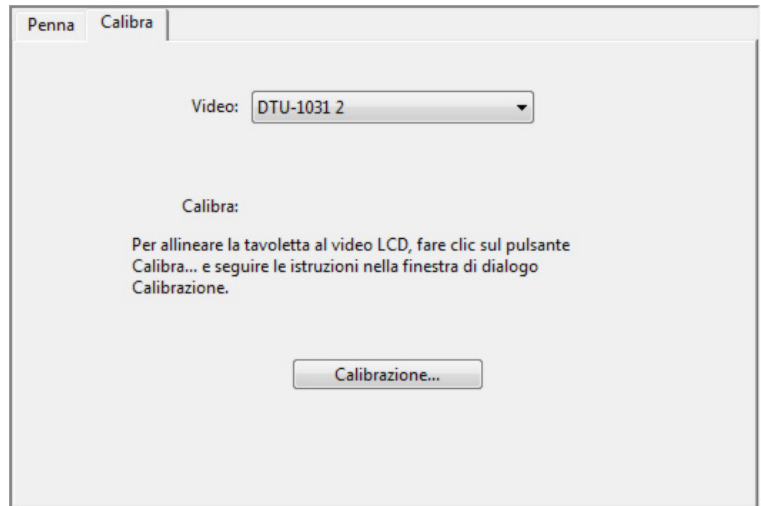 Penna Calibra
Video: DTU-1031 2
Calibra:
Per allineare la tavoletta al video LCD, fare clic sul pulsante
Calibra... e seguire le istruzioni nella finestra di dialogo
Calibrazione.
Calibrazione...